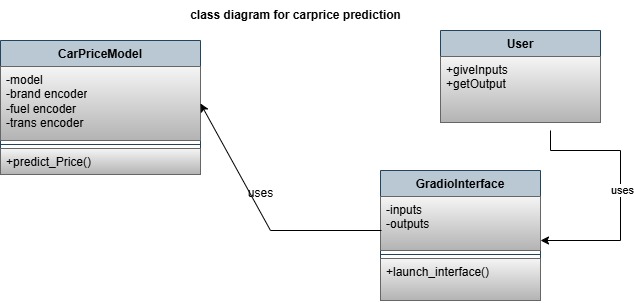 class diagram for carprice prediction
CarPriceModel
-model
-brand encoder
-fuel encoder
-trans encoder
+predict_Price()
User
+giveInputs
+getOutput
uses
uses
GradioInterface
-inputs
-outputs
+launch_interface()